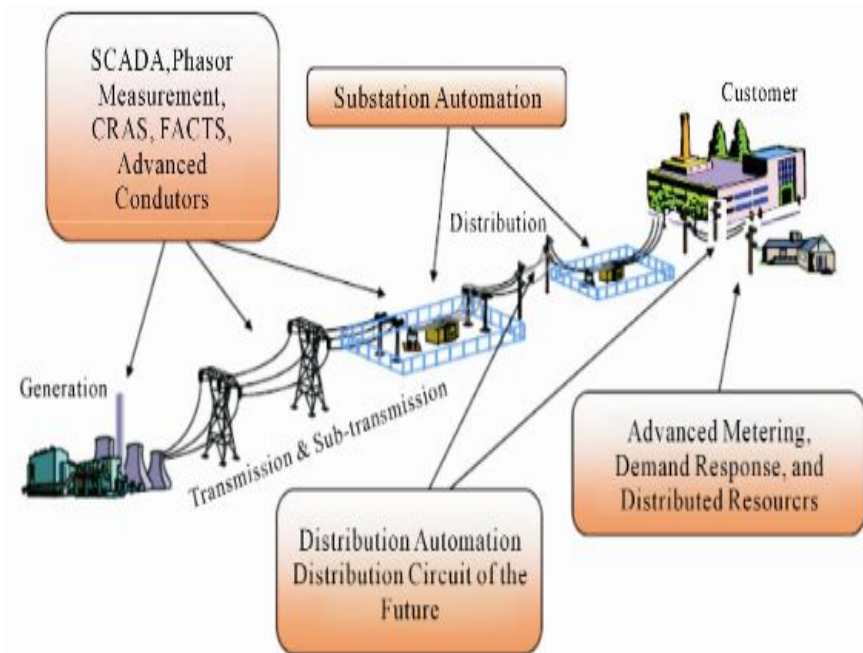 SCADA,Phasor
Measurement,
CRAS, FACTS,
Advanced
Condutors
Substation Automation
Customer
Distribution
Generation
Transmission & Sub-transmission
Advanced Metering,
Demand Response, and
Distributed Resourcrs
Distribution Automation
Distribution Circuit of the
Future